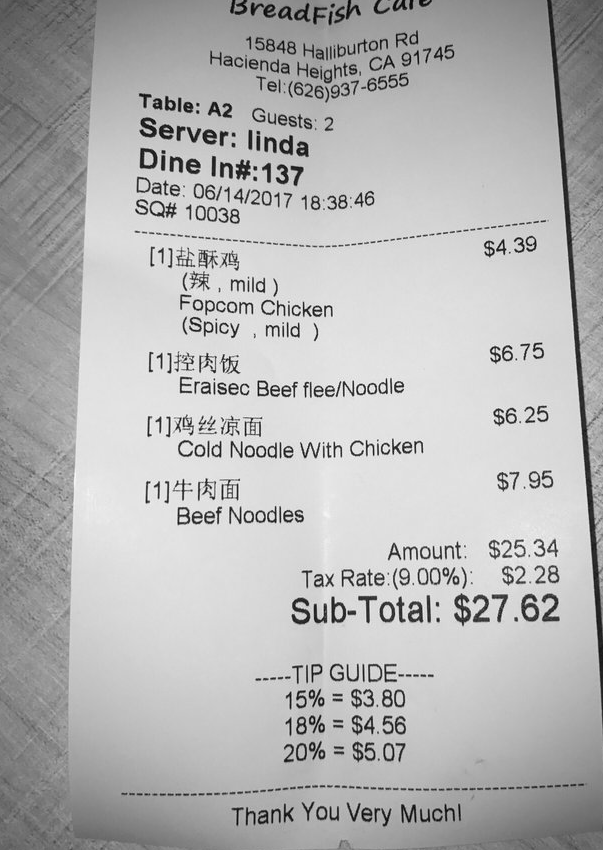 BreadFish Cafe
15848 Halliburton Rd
Hacienda Heights, CA 91745
Tel:(626)937-6555
Table: A2 Guests: 2
Server: linda
Dine In#:137
Date: 06/14/2017 18:38:46
SQ# 10038
[1]盐酥鸡 $4.39
(辣 , mild )
Fopcom Chicken
(Spicy , mild )
[1]控肉饭 $6.75
Eraisec Beef flee/Noodle
[1]鸡丝凉面 $6.25
Cold Noodle With Chicken
[1]牛肉面 $7.95
Beef Noodles
Amount: $25.34
Tax Rate:(9.00%): $2.28
Sub-Total: $27.62
-----TIP GUIDE-----
15% = $3.80
18% = $4.56
20% = $5.07
Thank You Very Much!